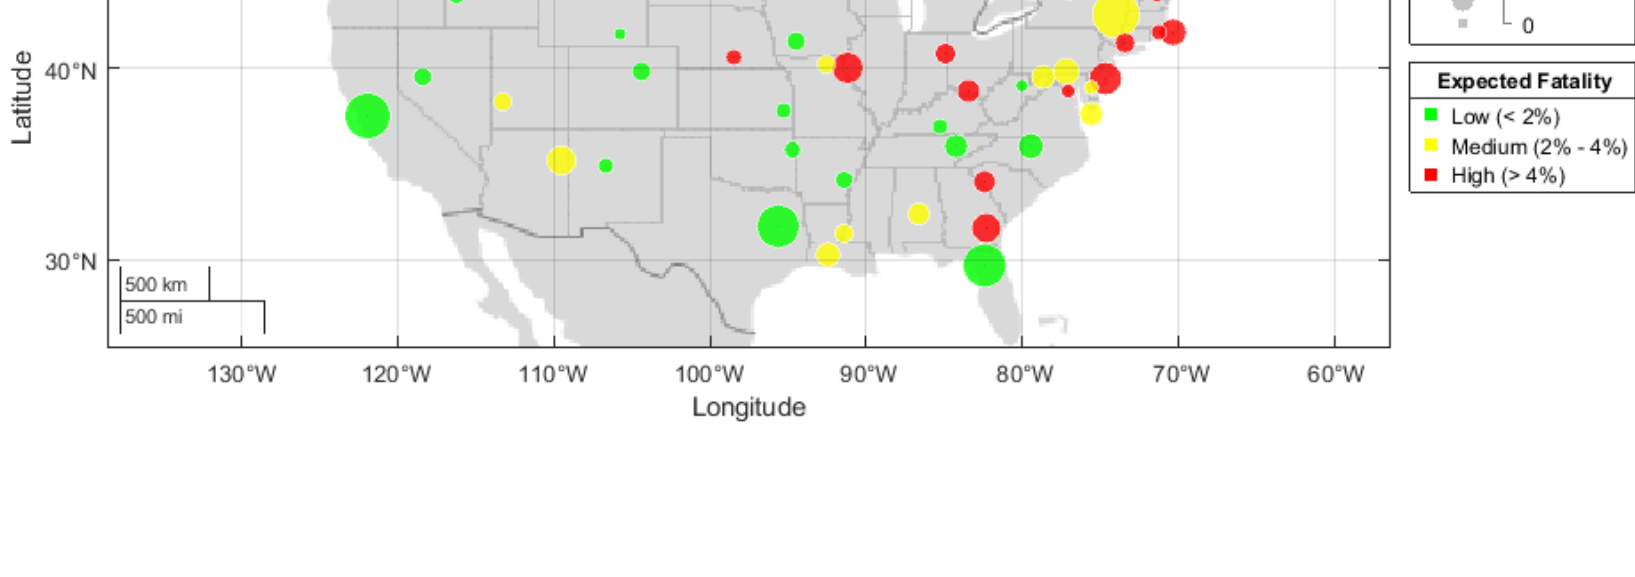 0
Expected Fatality
Low (< 2%)
Medium (2% - 4%)
High (> 4%)
Latitude
40°N
30°N
500 km
500 mi
130°W 120°W 110°W 100°W 90°W 80°W 70°W 60°W
Longitude